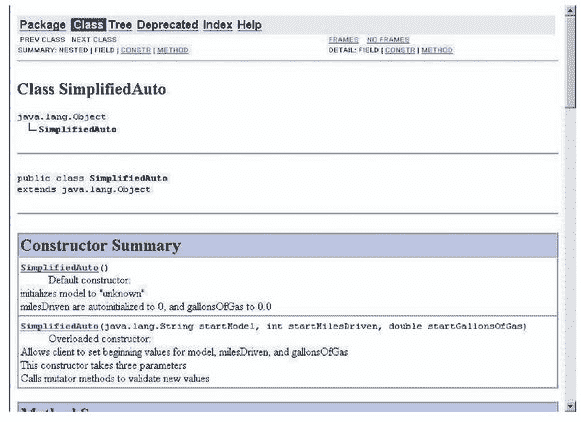 Package Class Tree Deprecated Index Help
PREV CLASS NEXT CLASS FRAMES NO FRAMES
SUMMARY: NESTED | FIELD | CONSTR | METHOD DETAIL: FIELD | CONSTR | METHOD
Class SimplifiedAuto
java.lang.Object
SimplifiedAuto
public class SimplifiedAuto
extends java.lang.Object
Constructor Summary
SimplifiedAuto()
Default constructor:
initializes model to "unknown"
milesDriven are autoinitialized to 0, and gallonsOfGas to 0.0
SimplifiedAuto(java.lang.String startModel, int startMilesDriven, double startGallonsOfGas)
Overloaded constructor:
Allows client to set beginning values for model, milesDriven, and gallonsOfGas
This constructor takes three parameters
Calls mutator methods to validate new values